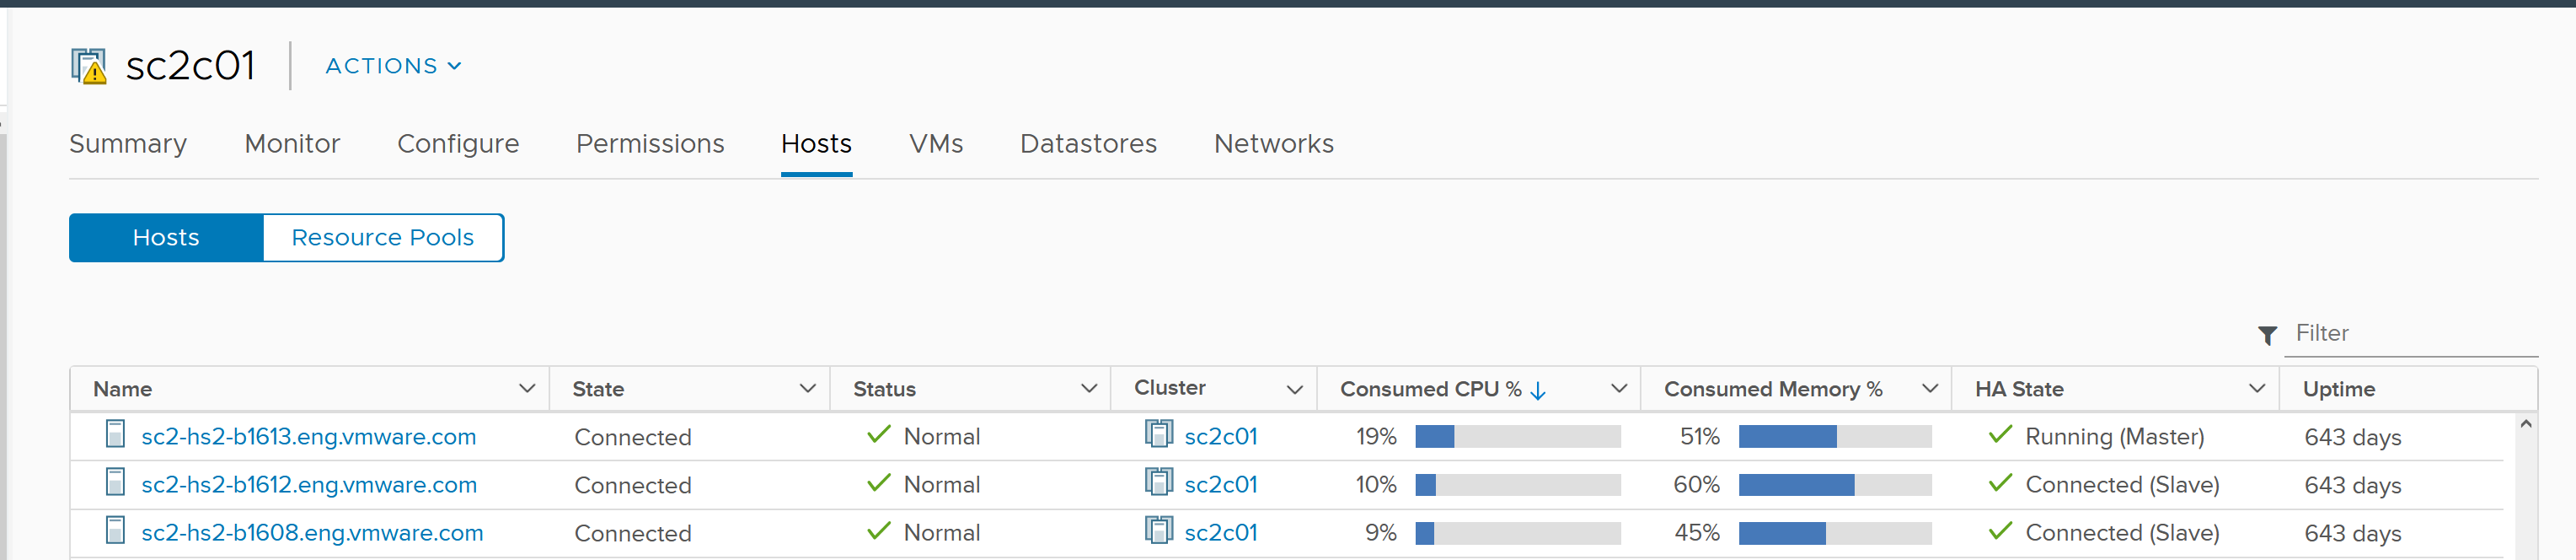 sc2c01 ACTIONS
Summary Monitor Configure Permissions Hosts VMs Datastores Networks
Hosts Resource Pools
Filter
Name State Status Cluster Consumed CPU % Consumed Memory % HA State Uptime
sc2-hs2-b1613.eng.vmware.com Connected Normal sc2c01 19% 51% Running (Master) 643 days
sc2-hs2-b1612.eng.vmware.com Connected Normal sc2c01 10% 60% Connected (Slave) 643 days
sc2-hs2-b1608.eng.vmware.com Connected Normal sc2c01 9% 45% Connected (Slave) 643 days